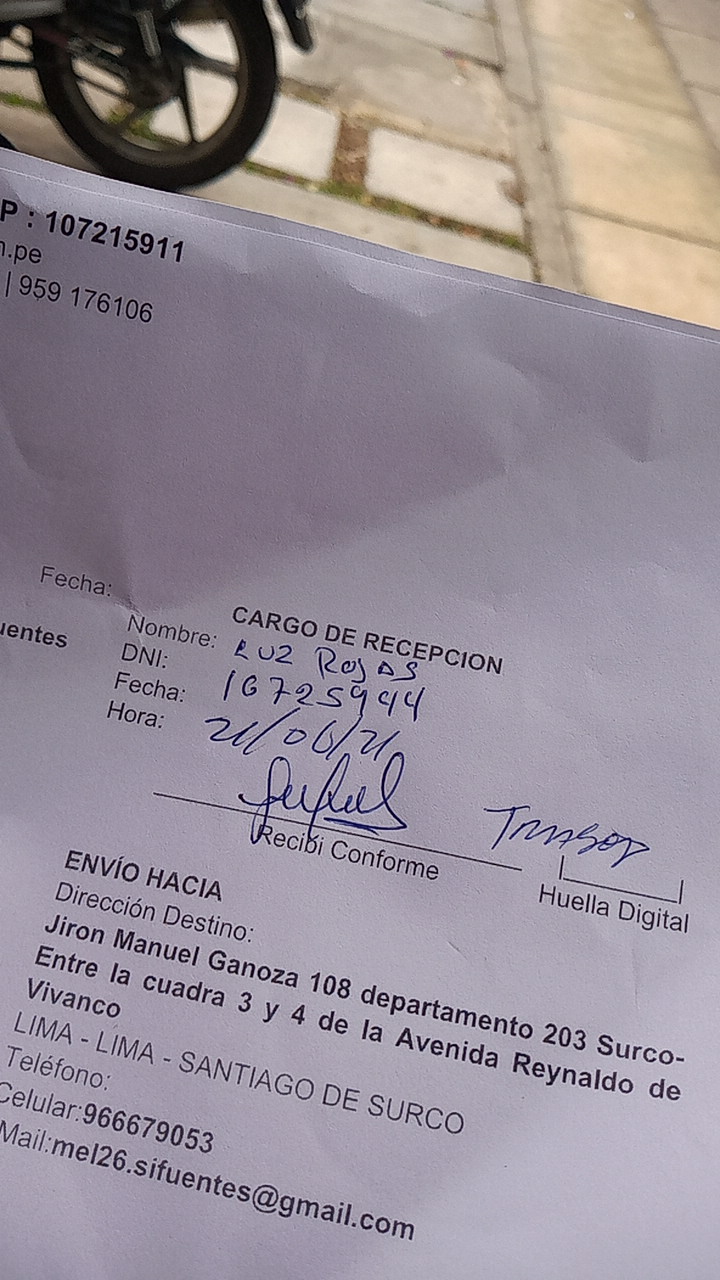 P : 107215911
n.pe
| 959 176106
Fecha:
uentes
CARGO DE RECEPCION
Nombre: LUZ ROJAS
DNI: 16725944
Fecha: 21/06/21
Hora:
Recibi Conforme
Huella Digital
ENVÍO HACIA
Dirección Destino:
Jiron Manuel Ganoza 108 departamento 203 Surco-
Entre la cuadra 3 y 4 de la Avenida Reynaldo de
Vivanco
LIMA - LIMA - SANTIAGO DE SURCO
Teléfono:
Celular:966679053
Mail:mel26.sifuentes@gmail.com